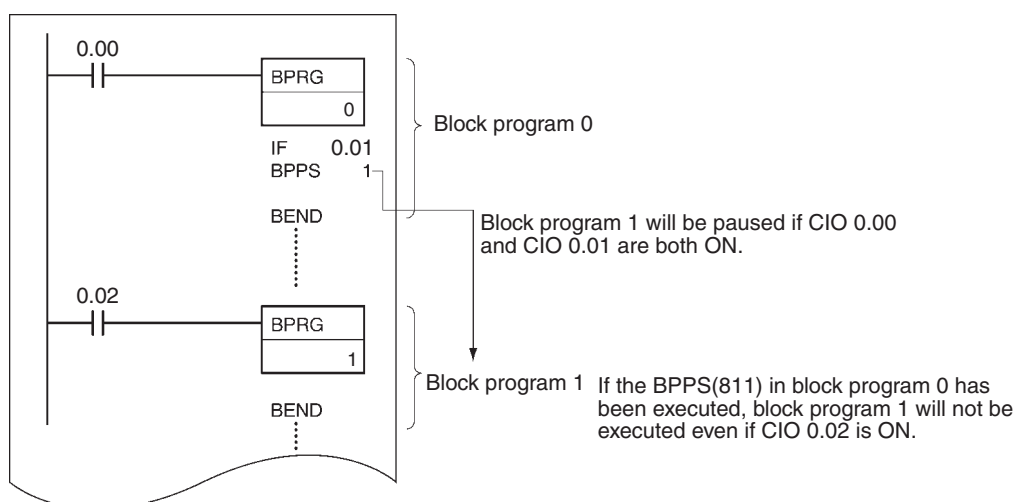 0.00
BPRG
0
Block program 0
IF 0.01
BPPS 1
BEND
Block program 1 will be paused if CIO 0.00
and CIO 0.01 are both ON.
0.02
BPRG
1
Block program 1
If the BPPS(811) in block program 0 has
been executed, block program 1 will not be
executed even if CIO 0.02 is ON.
BEND